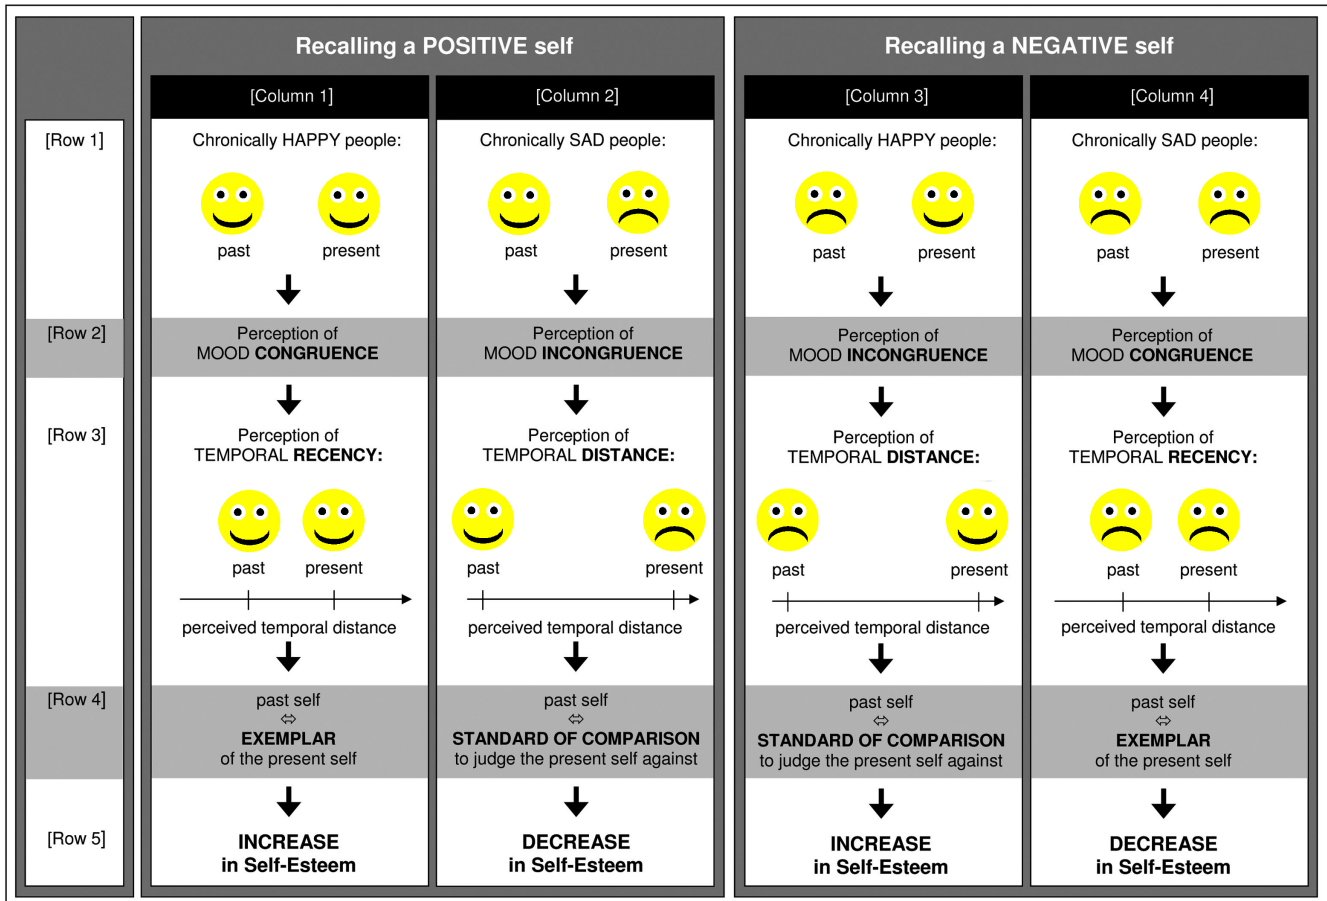 Recalling a POSITIVE self
Recalling a NEGATIVE self
[Column 1]
[Column 2]
[Column 3]
[Column 4]
[Row 1]
Chronically HAPPY people:
past
present
Chronically SAD people:
past
present
Chronically HAPPY people:
past
present
Chronically SAD people:
past
present
[Row 2]
Perception of
MOOD CONGRUENCE
Perception of
MOOD INCONGRUENCE
Perception of
MOOD INCONGRUENCE
Perception of
MOOD CONGRUENCE
[Row 3]
Perception of
TEMPORAL RECENCY:
past
present
perceived temporal distance
Perception of
TEMPORAL DISTANCE:
past
present
perceived temporal distance
Perception of
TEMPORAL DISTANCE:
past
present
perceived temporal distance
Perception of
TEMPORAL RECENCY:
past
present
perceived temporal distance
[Row 4]
past self
⇔
EXEMPLAR
of the present self
past self
⇔
STANDARD OF COMPARISON
to judge the present self against
past self
⇔
STANDARD OF COMPARISON
to judge the present self against
past self
⇔
EXEMPLAR
of the present self
[Row 5]
INCREASE
in Self-Esteem
DECREASE
in Self-Esteem
INCREASE
in Self-Esteem
DECREASE
in Self-Esteem